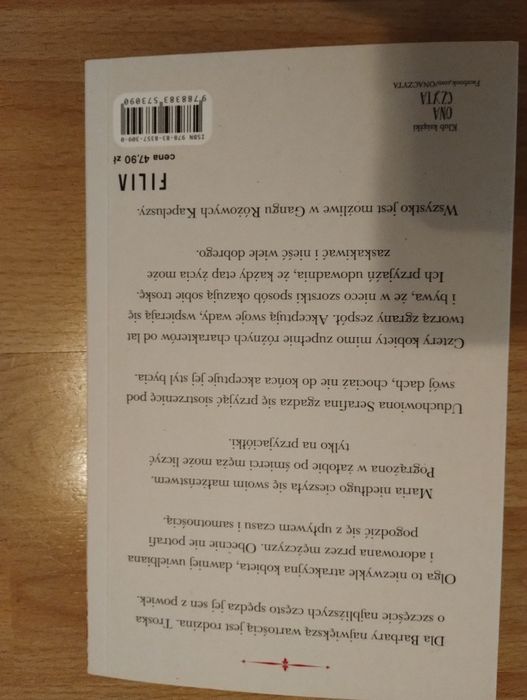 Dla Barbary największą wartością jest rodzina. Troska
o szczęście najbliższych często spędza jej sen z powiek.
Olga to niezwykle atrakcyjna kobieta, dawniej uwielbiana
i adorowana przez mężczyzn. Obecnie nie potrafi
pogodzić się z upływem czasu i samotnością.
Maria niedługo cieszyła się swoim małżeństwem.
Pogrążona w żałobie po śmierci męża może liczyć
tylko na przyjaciółki.
Uduchowiona Serafina zgadza się przyjąć siostrzenicę pod
swój dach, chociaż nie do końca akceptuje jej styl bycia.
Cztery kobiety mimo zupełnie różnych charakterów od lat
tworzą zgrany zespół. Akceptują swoje wady, wspierają się
i bywa, że w nieco szorstki sposób okazują sobie troskę.
Ich przyjaźń udowadnia, że każdy etap życia może
zaskakiwać i nieść wiele dobrego.
Wszystko jest możliwe w Gangu Różowych Kapeluszy.
FILIA
cena 47,90 zł
ISBN 978-83-8357-309-0
9 788383 573090
Klub książki
ONA
CZYTA
Facebook.com/ONACZYTA